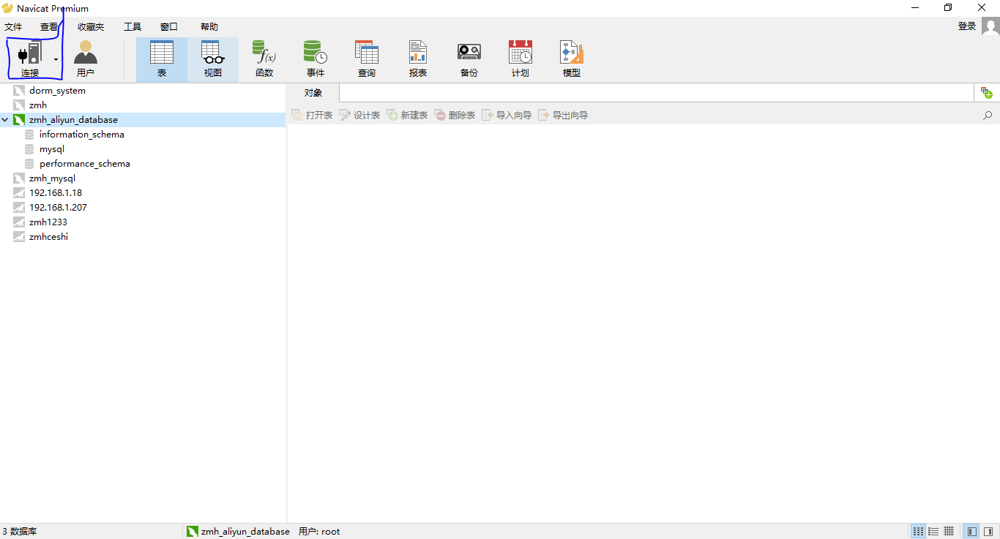 Navicat Premium
文件 查看 收藏夹 工具 窗口 帮助 登录
连接 用户 表 视图 函数 事件 查询 报表 备份 计划 模型
dorm_system
zmh
zmh_aliyun_database
information_schema
mysql
performance_schema
zmh_mysql
192.168.1.18
192.168.1.207
zmh1233
zmhceshi
对象
打开表 设计表 新建表 删除表 导入向导 导出向导
3 数据库 zmh_aliyun_database 用户: root